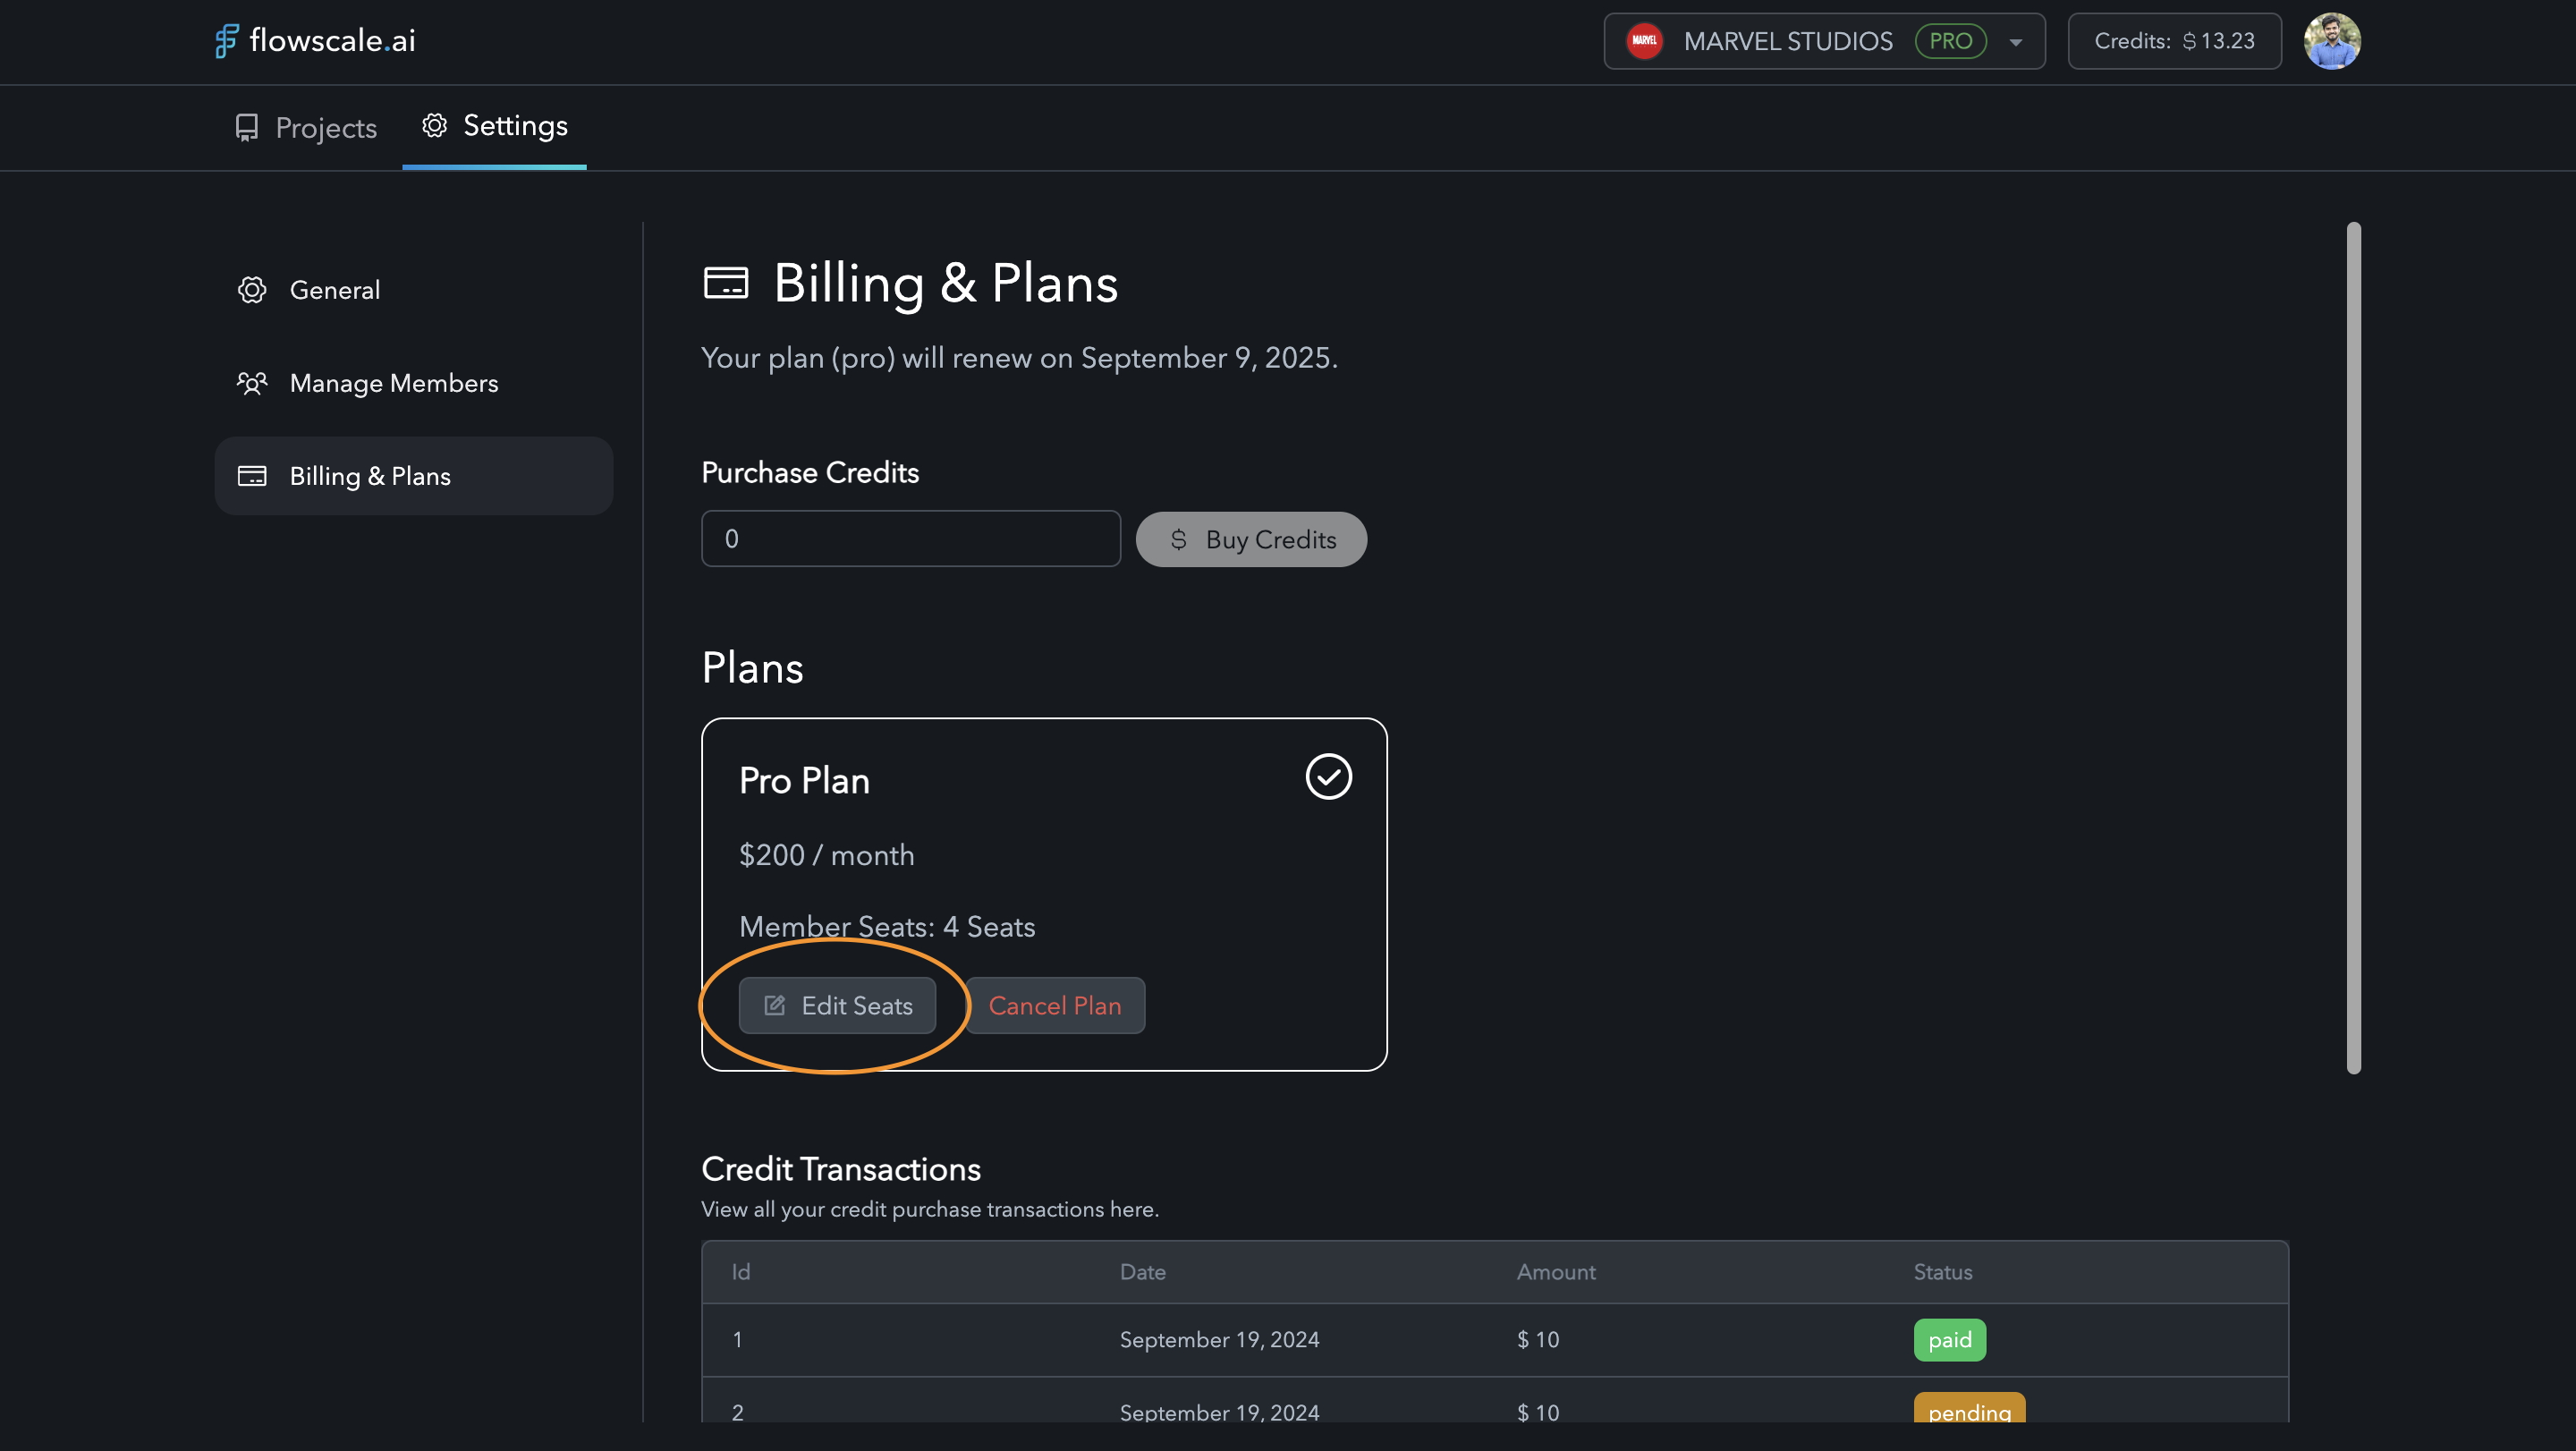 flowscale.ai
MARVEL
MARVEL STUDIOS
PRO
Credits: $ 13.23
Projects
Settings
General
Manage Members
Billing & Plans
Billing & Plans
Your plan (pro) will renew on September 9, 2025.
Purchase Credits
0
$ Buy Credits
Plans
Pro Plan
$200 / month
Member Seats: 4 Seats
Edit Seats
Cancel Plan
Credit Transactions
View all your credit purchase transactions here.
Id Date Amount Status
1 September 19, 2024 $ 10 paid
2 September 19, 2024 $ 10 pending